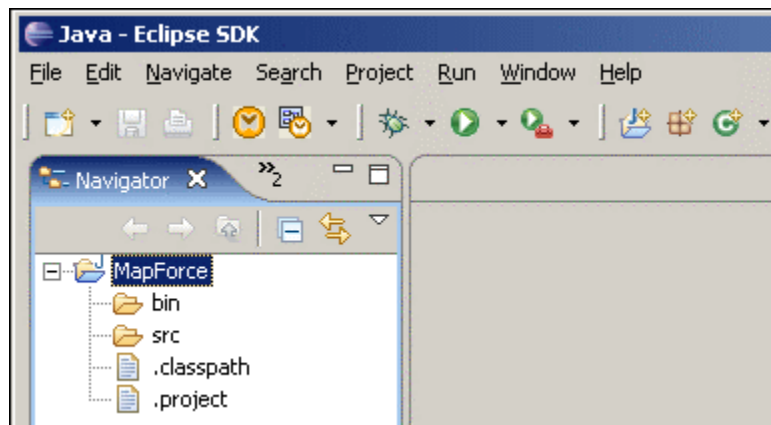 Java - Eclipse SDK
File Edit Navigate Search Project Run Window Help
Navigator 2
MapForce
bin
src
.classpath
.project